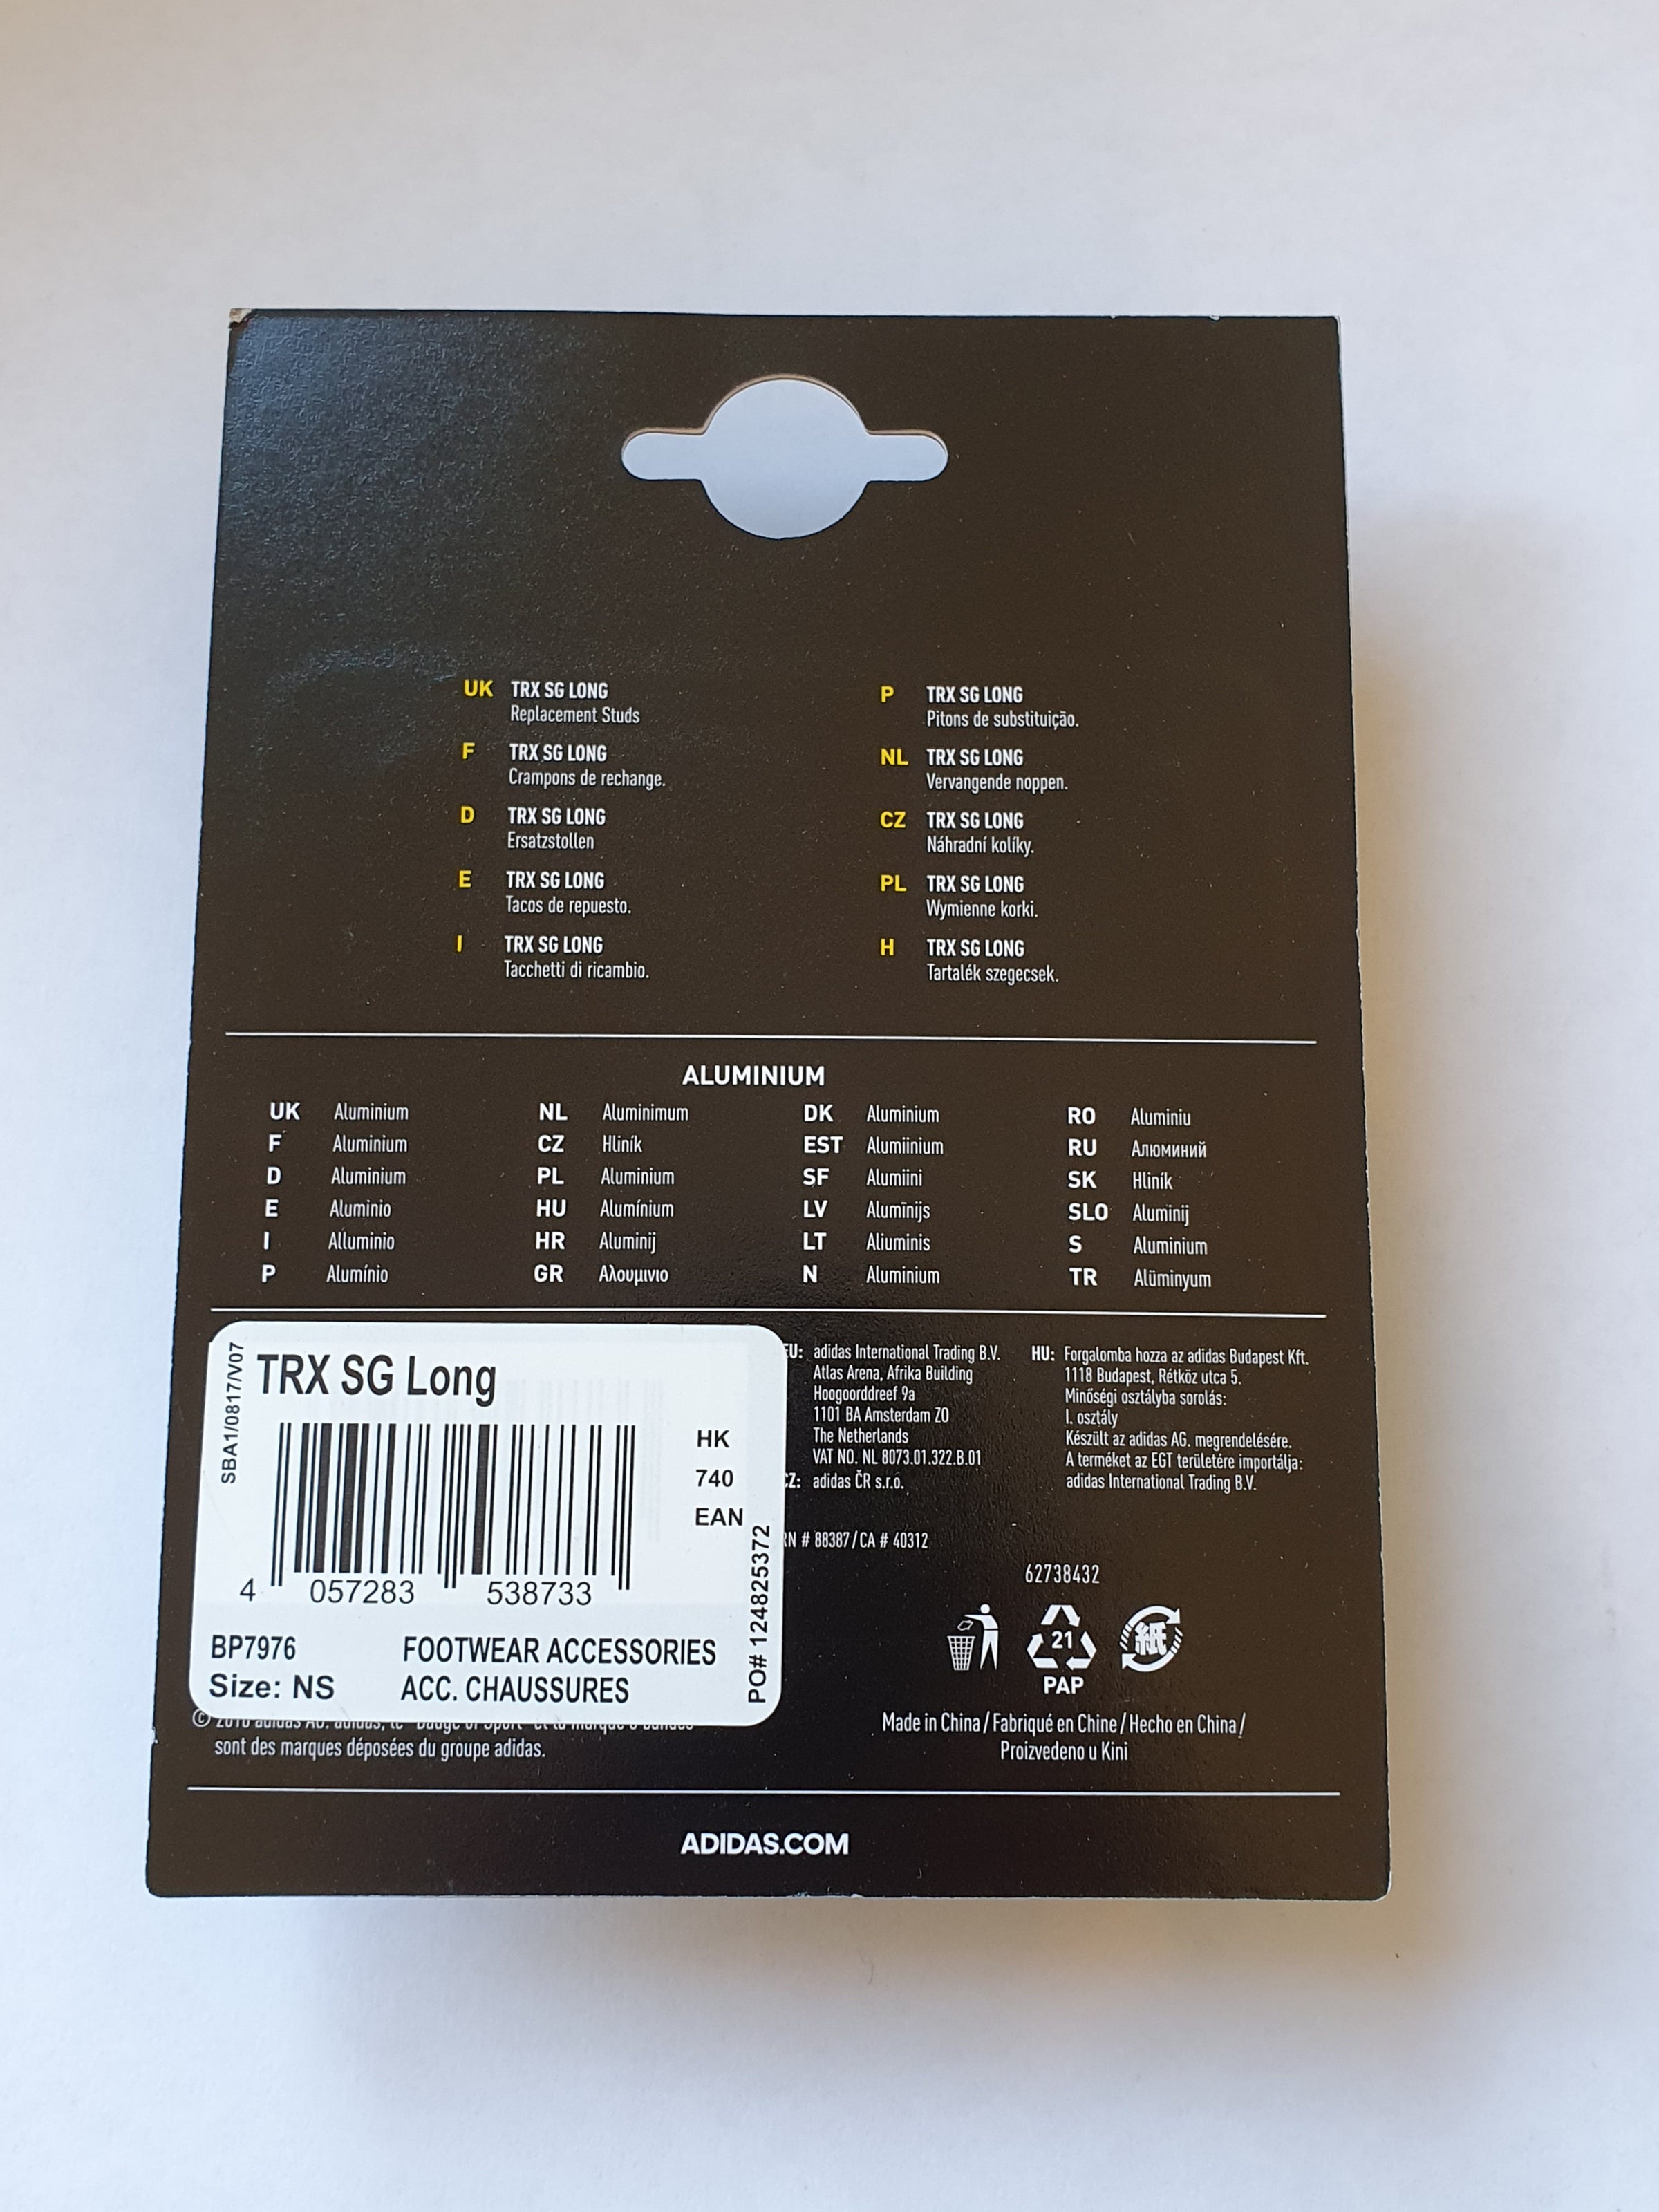 UK TRX SG LONG
Replacement Studs
F TRX SG LONG
Crampons de rechange.
D TRX SG LONG
Ersatzstollen
E TRX SG LONG
Tacos de repuesto.
I TRX SG LONG
Tacchetti di ricambio.
P TRX SG LONG
Pitons de substituição.
NL TRX SG LONG
Vervangende noppen.
CZ TRX SG LONG
Náhradní kolíky.
PL TRX SG LONG
Wymienne korki.
H TRX SG LONG
Tartalék szegecsek.
ALUMINIUM
UK Aluminium
F Aluminium
D Aluminium
E Aluminio
I Alluminio
P Alumínio
NL Aluminimum
CZ Hliník
PL Aluminium
HU Alumínium
HR Aluminij
GR Αλουμινιο
DK Aluminium
EST Alumiinium
SF Alumiini
LV Alumīnijs
LT Aliuminis
N Aluminium
RO Aluminiu
RU Алюминий
SK Hliník
SLO Aluminij
S Aluminium
TR Alüminyum
SBA1/0817/V07
TRX SG Long
HK
740
EAN
4 057283 538733
PO# 124825372
BP7976 FOOTWEAR ACCESSORIES
Size: NS ACC. CHAUSSURES
EU: adidas International Trading B.V.
Atlas Arena, Afrika Building
Hoogoorddreef 9a
1101 BA Amsterdam ZO
The Netherlands
VAT NO. NL 8073.01.322.B.01
CZ: adidas ČR s.r.o.
RN # 88387 / CA # 40312
HU: Forgalomba hozza az adidas Budapest Kft.
1118 Budapest, Rétköz utca 5.
Minőségi osztályba sorolás:
I. osztály
Készült az adidas AG. megrendelésére.
A terméket az EGT területére importálja:
adidas International Trading B.V.
62738432
21
PAP
紙
sont des marques déposées du groupe adidas.
Made in China / Fabriqué en Chine / Hecho en China /
Proizvedeno u Kini
ADIDAS.COM